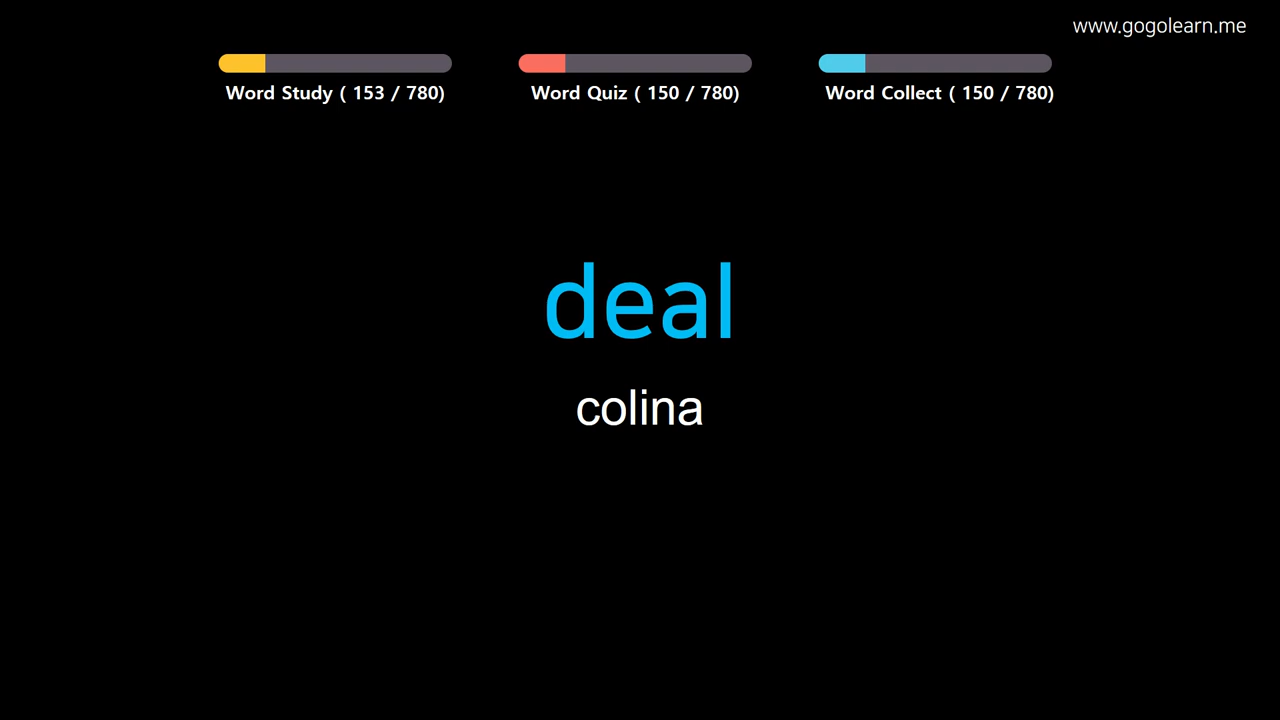 www.gogolearn.me
Word Study ( 153 / 780)
Word Quiz ( 150 / 780)
Word Collect ( 150 / 780)
deal
colina